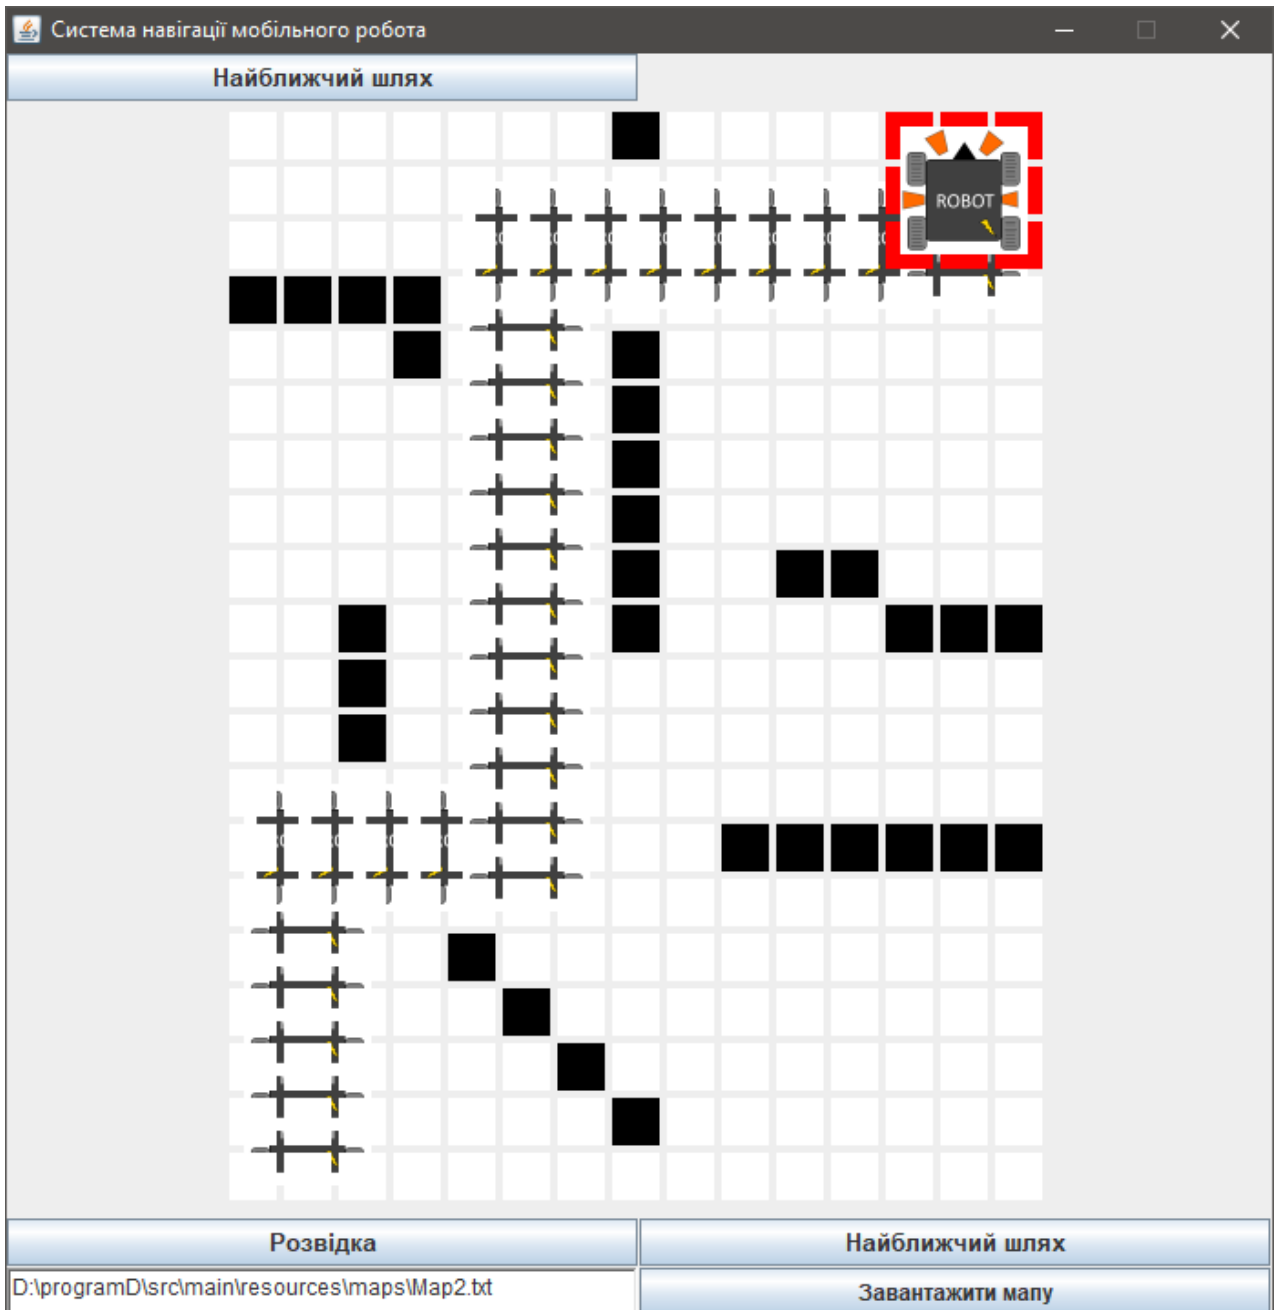 Система навігації мобільного робота
Найближчий шлях
ROBOT
Розвідка
Найближчий шлях
D:\programD\src\main\resources\maps\Map2.txt
Завантажити мапу